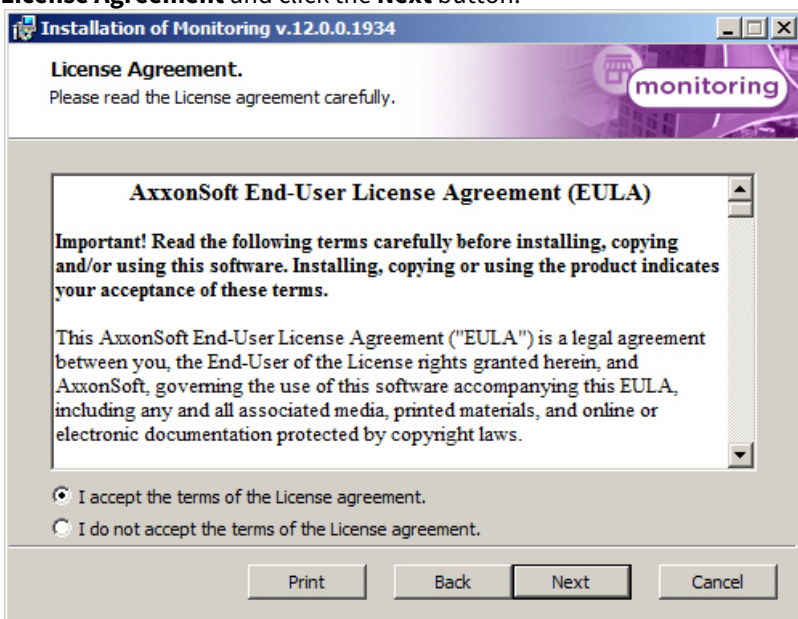 License Agreement and click the Next button.
Installation of Monitoring v.12.0.0.1934
License Agreement.
Please read the License agreement carefully.
monitoring
AxxonSoft End-User License Agreement (EULA)
Important! Read the following terms carefully before installing, copying
and/or using this software. Installing, copying or using the product indicates
your acceptance of these terms.
This AxxonSoft End-User License Agreement ("EULA") is a legal agreement
between you, the End-User of the License rights granted herein, and
AxxonSoft, governing the use of this software accompanying this EULA,
including any and all associated media, printed materials, and online or
electronic documentation protected by copyright laws.
I accept the terms of the License agreement.
I do not accept the terms of the License agreement.
Print Back Next Cancel